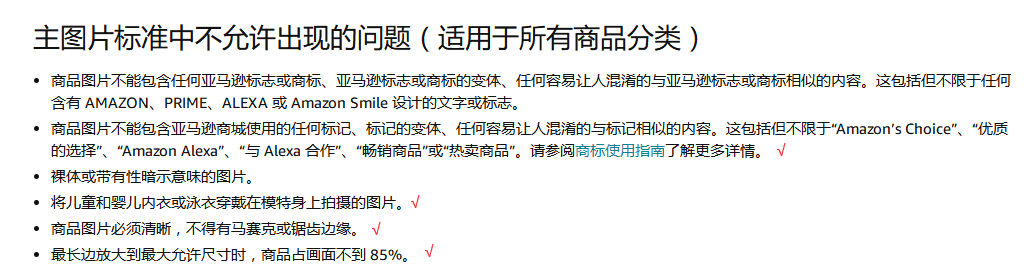 主图片标准中不允许出现的问题（适用于所有商品分类）
• 商品图片不能包含任何亚马逊标志或商标、亚马逊标志或商标的变体、任何容易让人混淆的与亚马逊标志或商标相似的内容。这包括但不限于任何
含有 AMAZON、PRIME、ALEXA 或 Amazon Smile 设计的文字或标志。
• 商品图片不能包含亚马逊商城使用的任何标记、标记的变体、任何容易让人混淆的与标记相似的内容。这包括但不限于“Amazon's Choice”、“优质
的选择”、“Amazon Alexa”、“与 Alexa 合作”、“畅销商品”或“热卖商品”。请参阅商标使用指南了解更多详情。 √
• 裸体或带有性暗示意味的图片。
• 将儿童和婴儿内衣或泳衣穿戴在模特身上拍摄的图片。√
• 商品图片必须清晰，不得有马赛克或锯齿边缘。 √
• 最长边放大到最大允许尺寸时，商品占画面不到 85%。 √